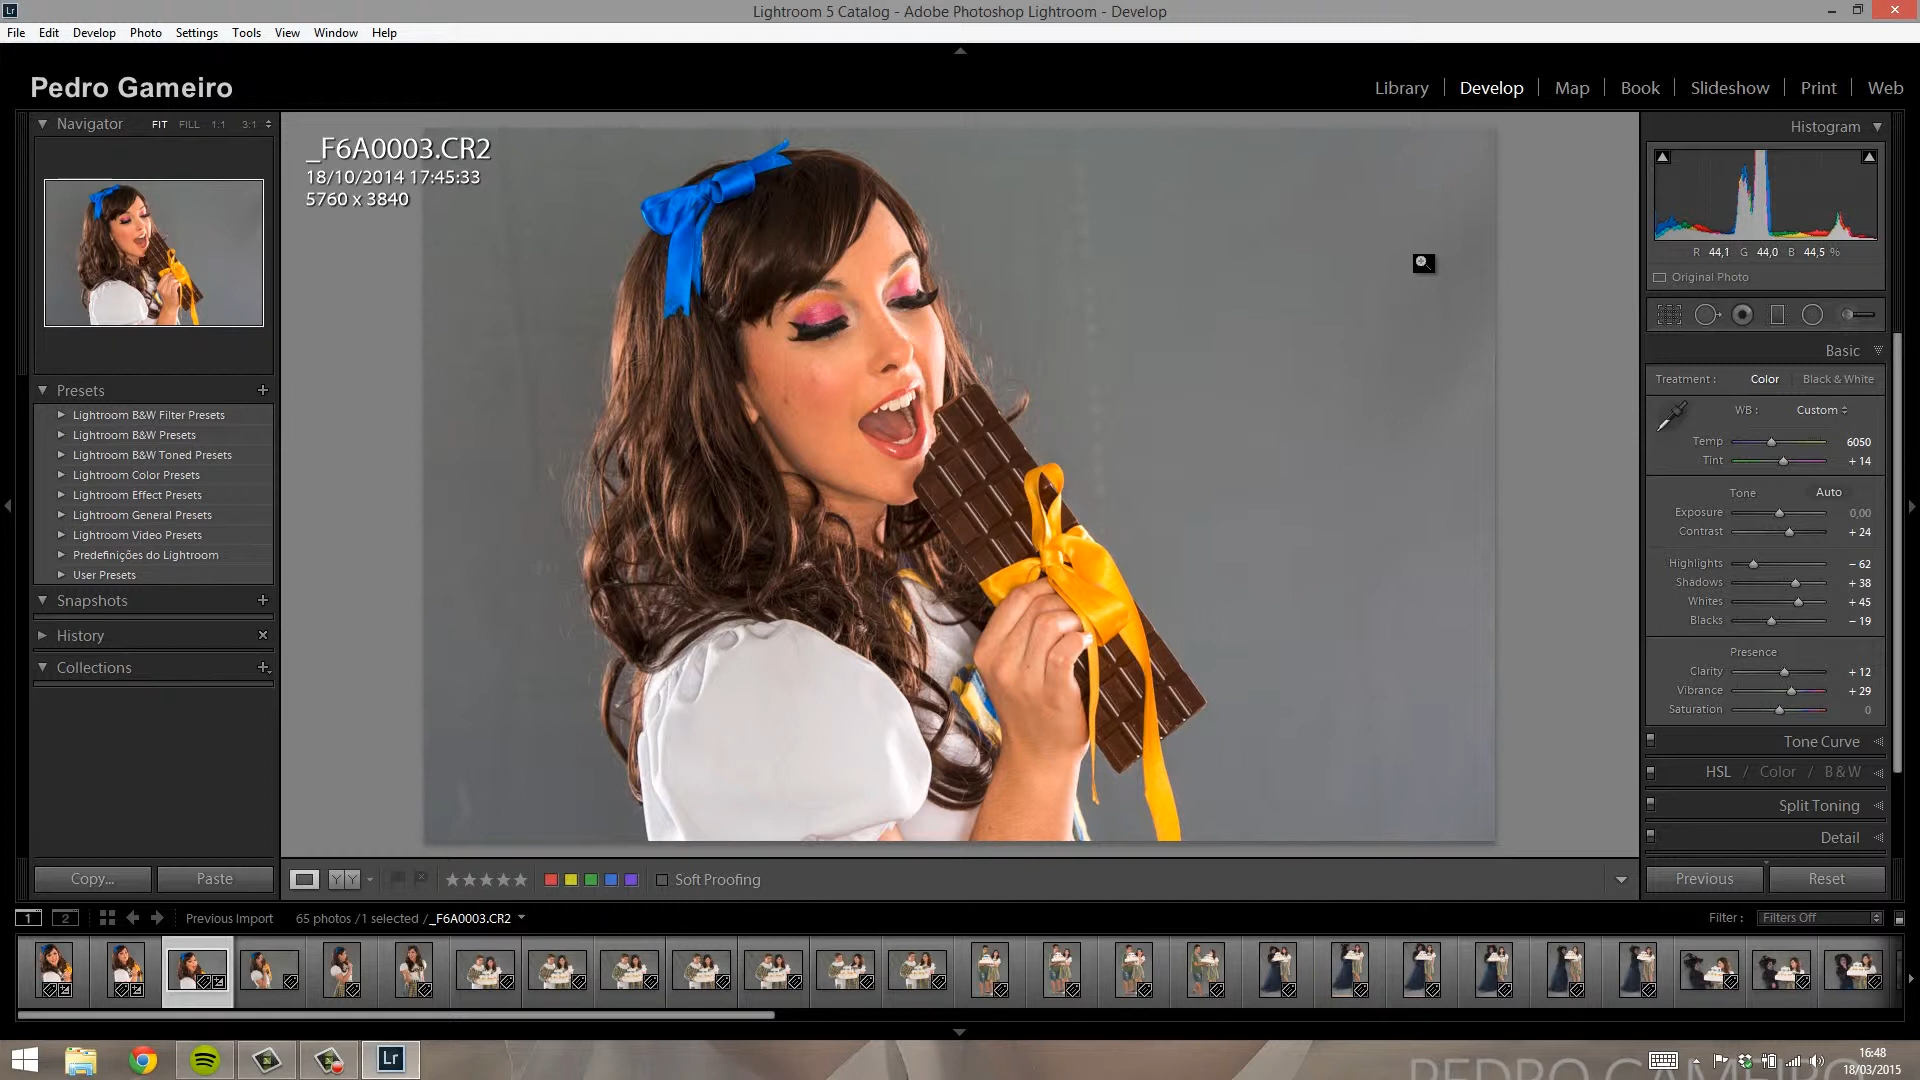 Lr
Lightroom 5 Catalog - Adobe Photoshop Lightroom - Develop
File Edit Develop Photo Settings Tools View Window Help
Pedro Gameiro
Library Develop Map Book Slideshow Print Web
Navigator FIT FILL 1:1 3:1
_F6A0003.CR2
18/10/2014 17:45:33
5760 x 3840
Presets
Lightroom B&W Filter Presets
Lightroom B&W Presets
Lightroom B&W Toned Presets
Lightroom Color Presets
Lightroom Effect Presets
Lightroom General Presets
Lightroom Video Presets
Predefinições do Lightroom
User Presets
Snapshots
History
Collections
Copy... Paste
Histogram
R 44,1 G 44,0 B 44,5 %
Original Photo
Basic
Treatment : Color Black & White
WB : Custom
Temp 6050
Tint + 14
Tone Auto
Exposure 0,00
Contrast + 24
Highlights – 62
Shadows + 38
Whites + 45
Blacks – 19
Presence
Clarity + 12
Vibrance + 29
Saturation 0
Tone Curve
HSL / Color / B & W
Split Toning
Detail
Previous Reset
YY Soft Proofing
1 2 Previous Import 65 photos /1 selected /_F6A0003.CR2 Filter : Filters Off
Lr
PEDRO GAMEIRO
16:48
18/03/2015